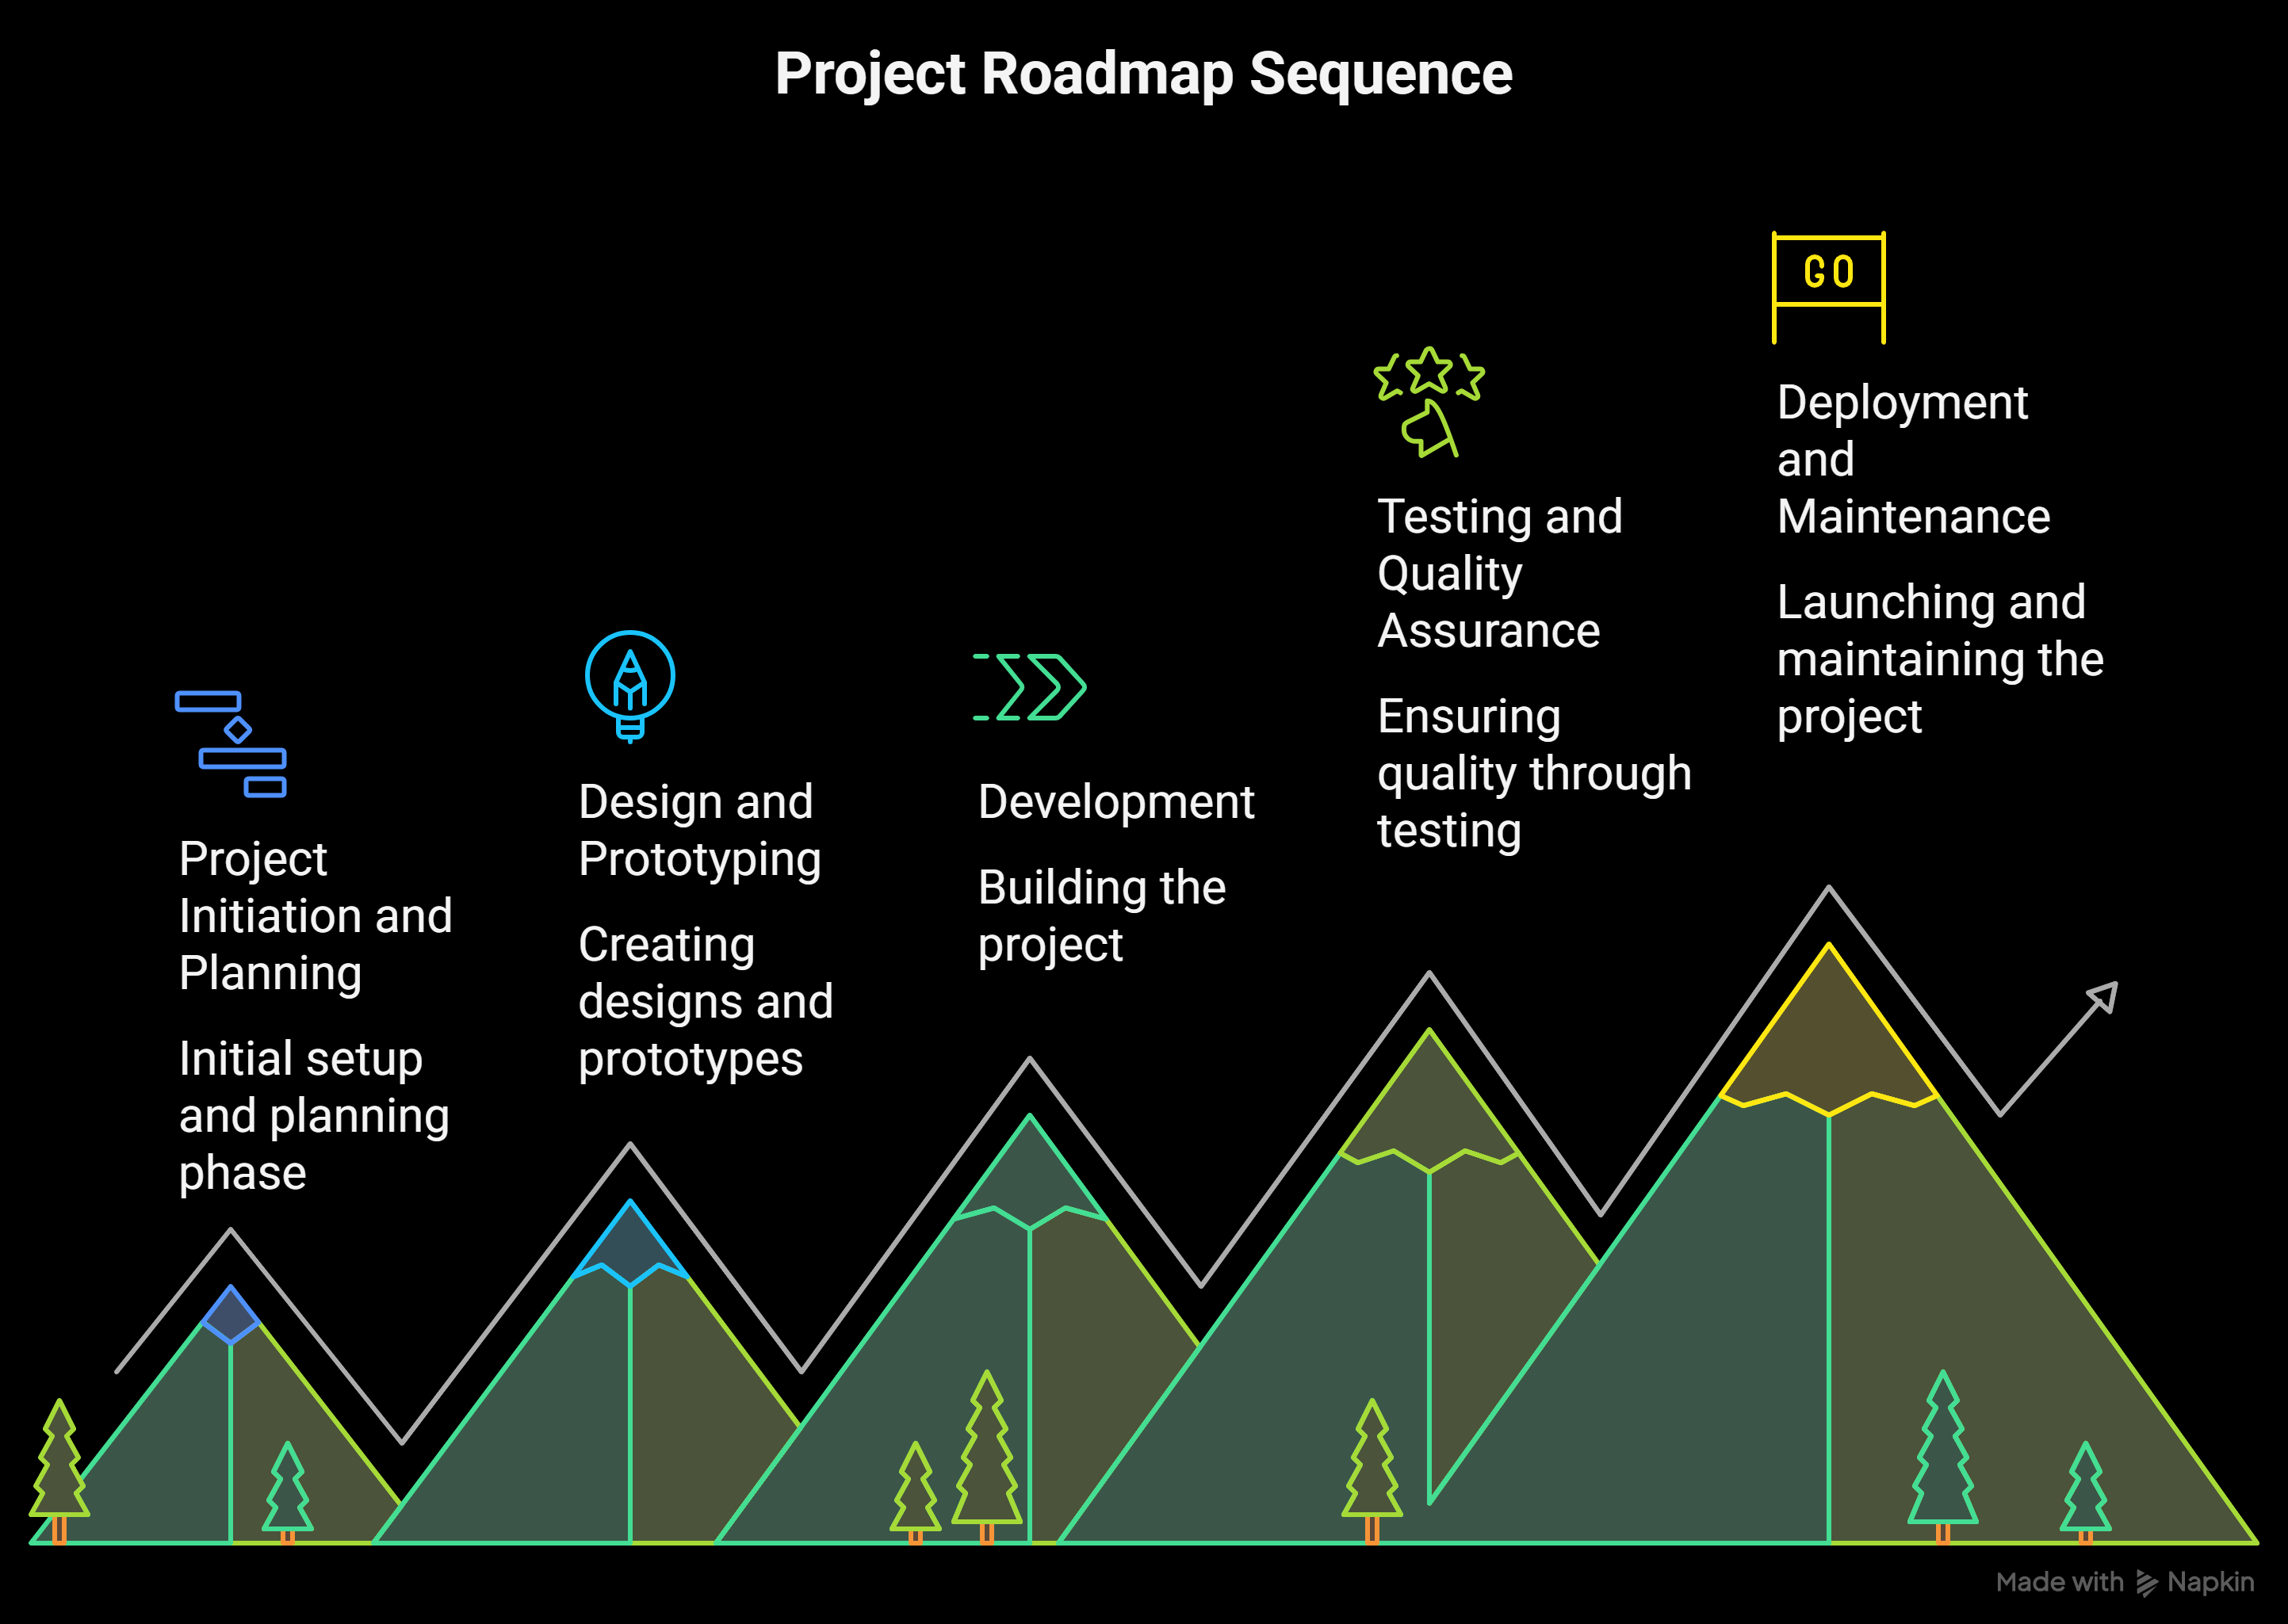 Project Roadmap Sequence
Project
Initiation and
Planning
Initial setup
and planning
phase
Design and
Prototyping
Creating
designs and
prototypes
Development
Building the
project
Testing and
Quality
Assurance
Ensuring
quality through
testing
GO
Deployment
and
Maintenance
Launching and
maintaining the
project
Made with Napkin